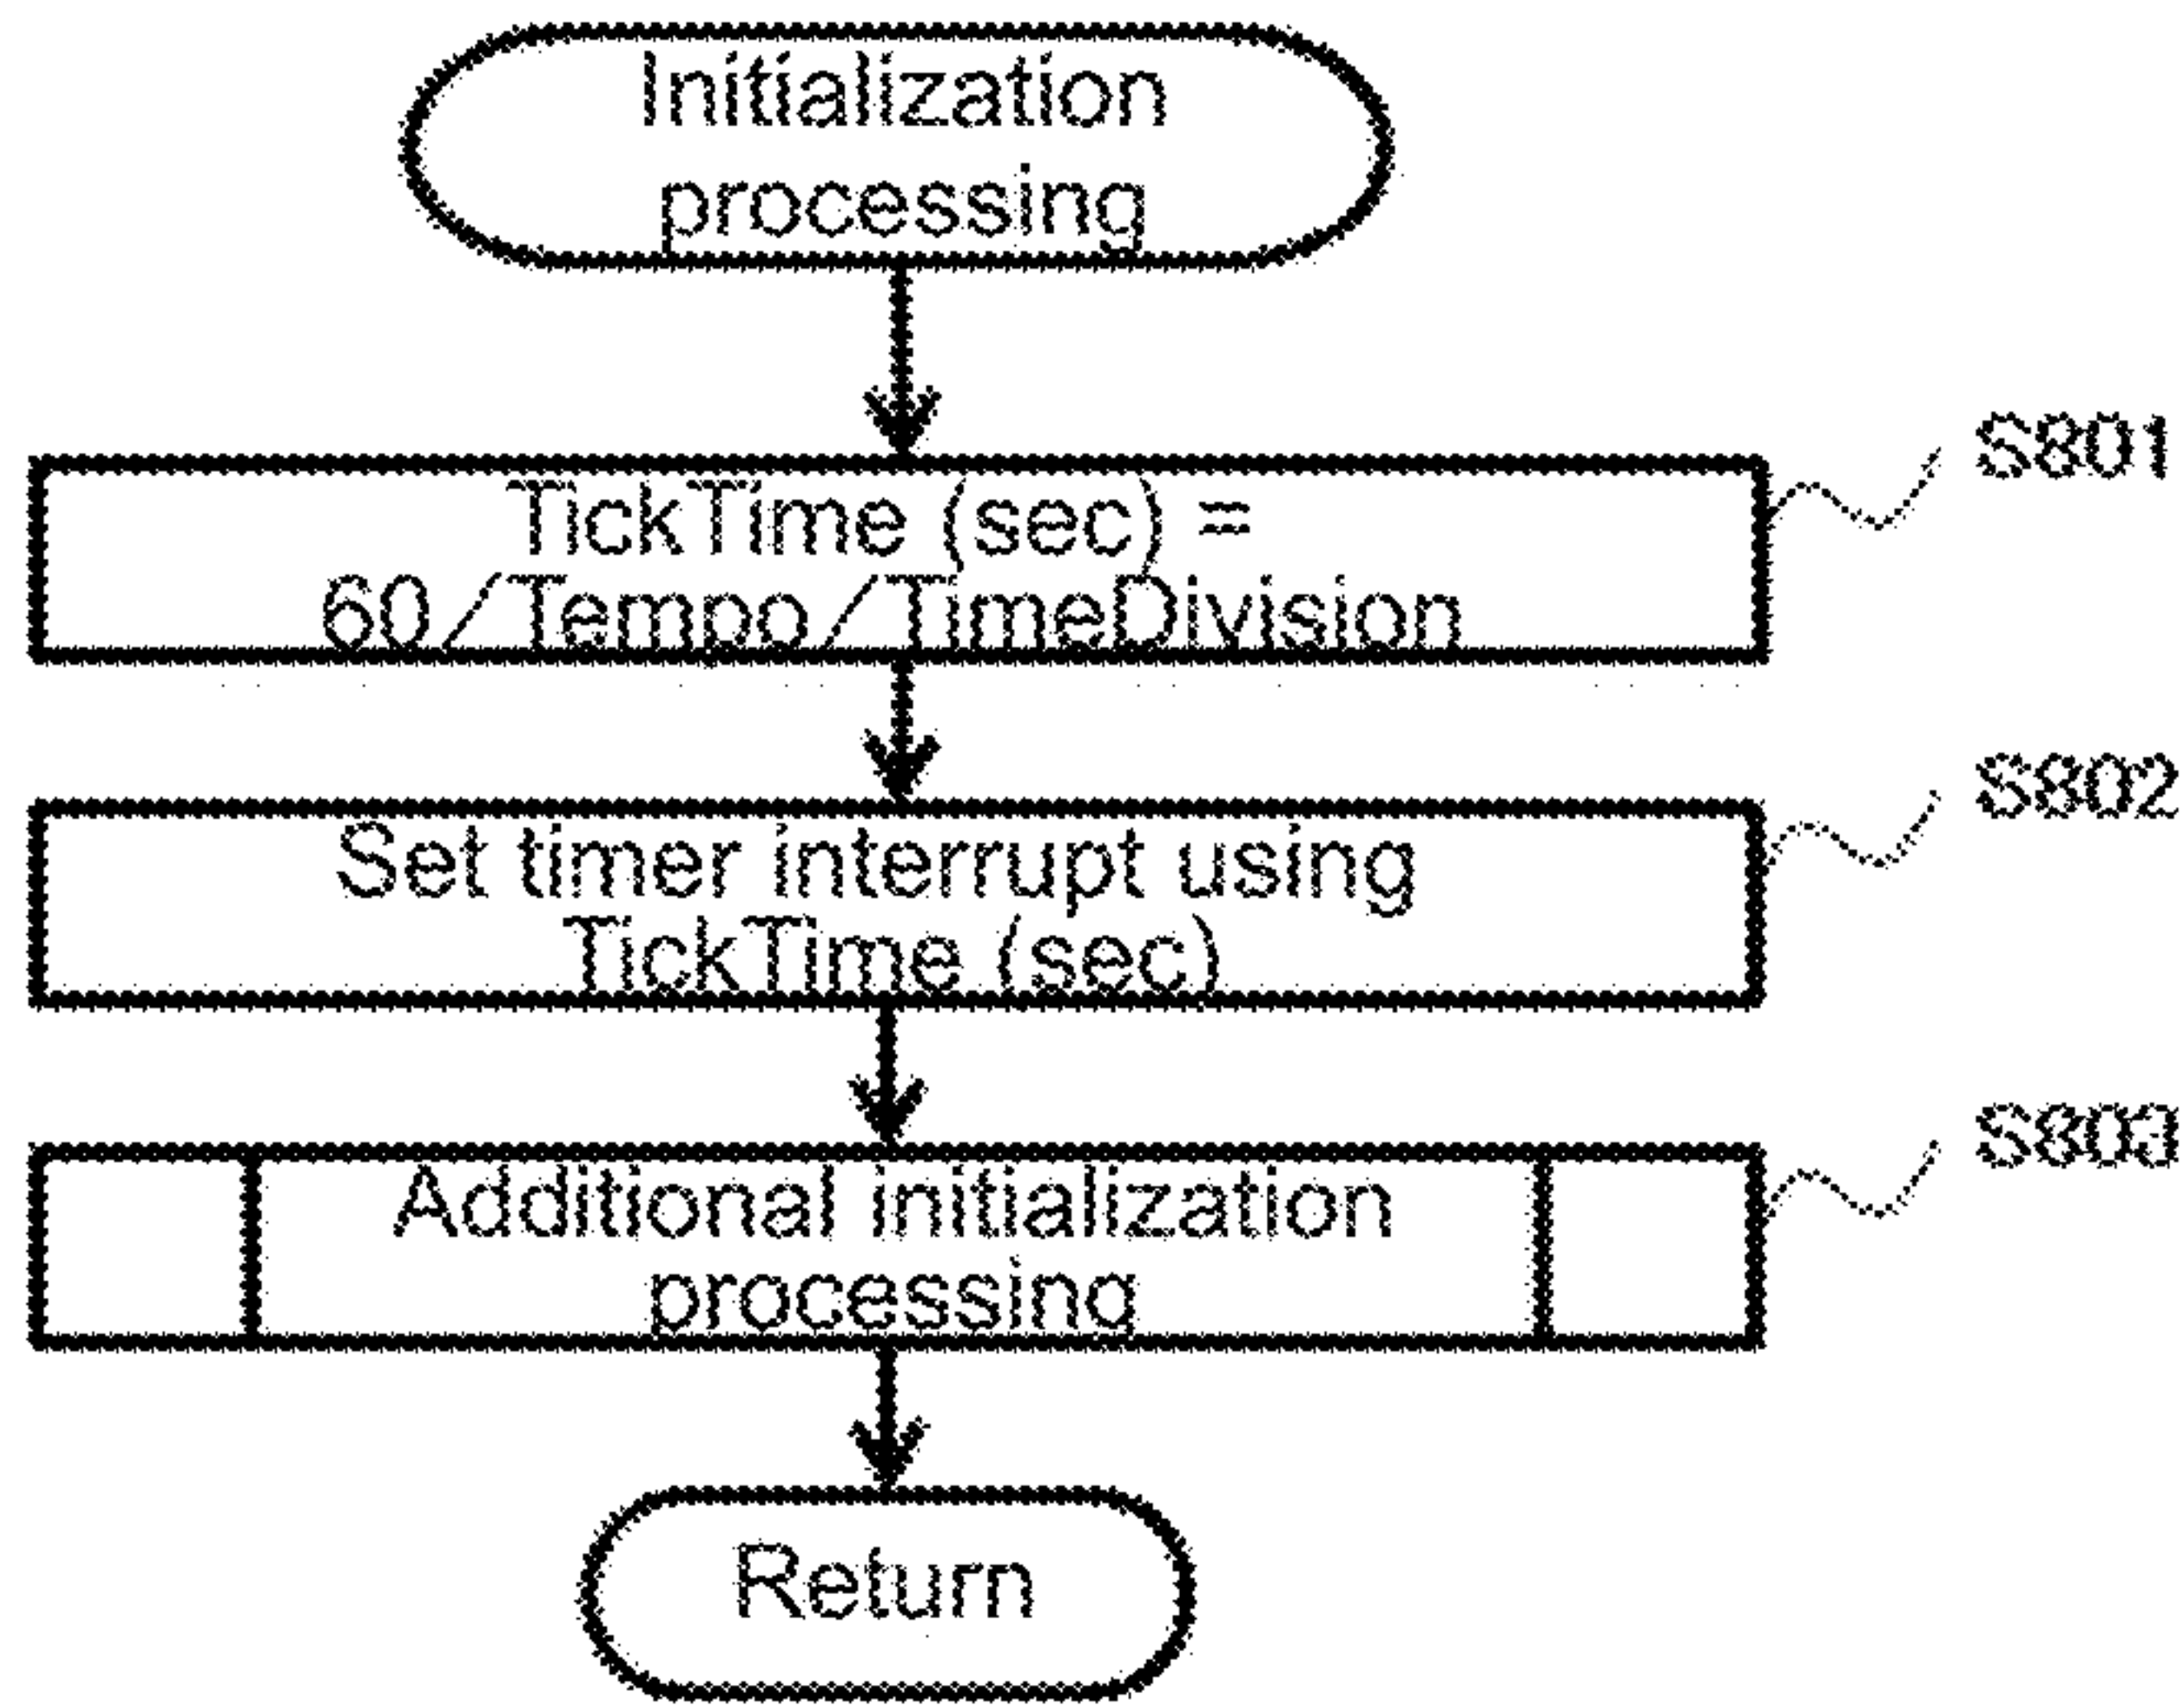 Initialization
processing
S801
TickTime (sec) =
60/Tempo/TimeDivision
S802
Set timer interrupt using
TickTime (sec)
S803
Additional initialization
processing
Return